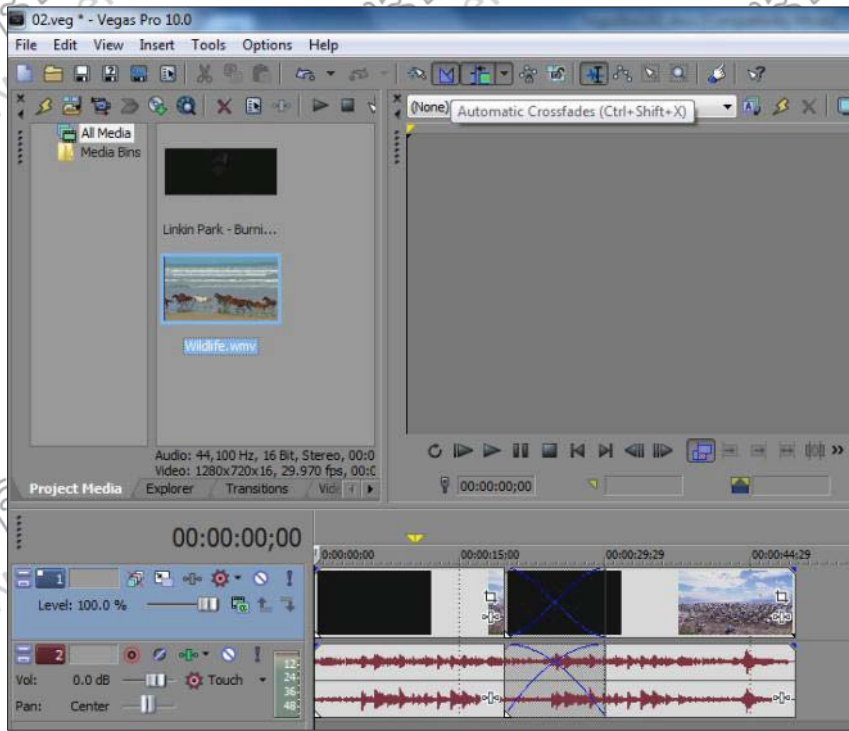 02.veg * - Vegas Pro 10.0
File Edit View Insert Tools Options Help
(None)
Automatic Crossfades (Ctrl+Shift+X)
All Media
Media Bins
Linkin Park - Burni...
Wildlife.wmv
Audio: 44,100 Hz, 16 Bit, Stereo, 00:0
Video: 1280x720x16, 29.970 fps, 00:0
Project Media Explorer Transitions
00:00:00;00
00:00:00;00
0:00:00:00 00:00:15:00 00:00:29:29 00:00:44:29
1
Level: 100.0 %
2
Vol: 0.0 dB Touch
Pan: Center
12
24
36
48